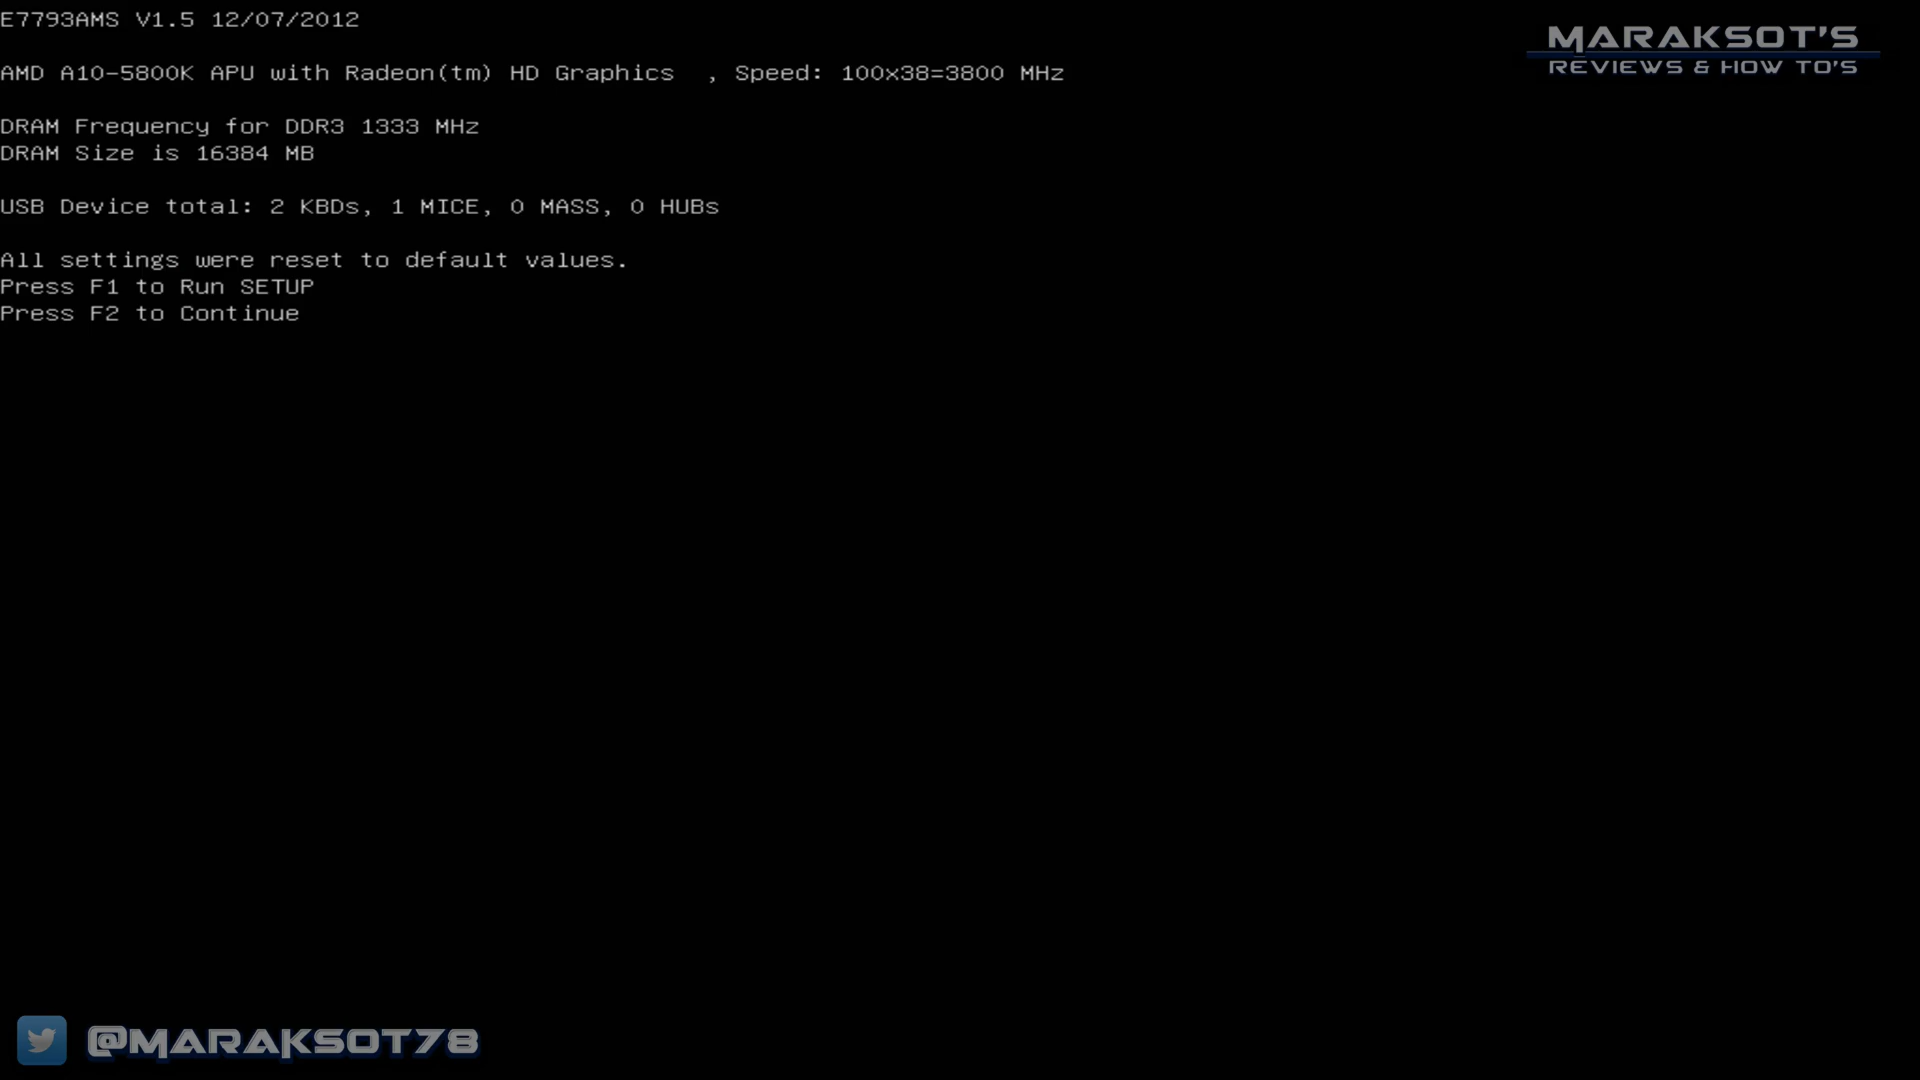 E7793AMS V1.5 12/07/2012
MARAKSOT'S
REVIEWS & HOW TO'S
AMD A10-5800K APU with Radeon(tm) HD Graphics  , Speed: 100x38=3800 MHz
DRAM Frequency for DDR3 1333 MHz
DRAM Size is 16384 MB
USB Device total: 2 KBDs, 1 MICE, 0 MASS, 0 HUBs
All settings were reset to default values.
Press F1 to Run SETUP
Press F2 to Continue
@MARAKSOT78